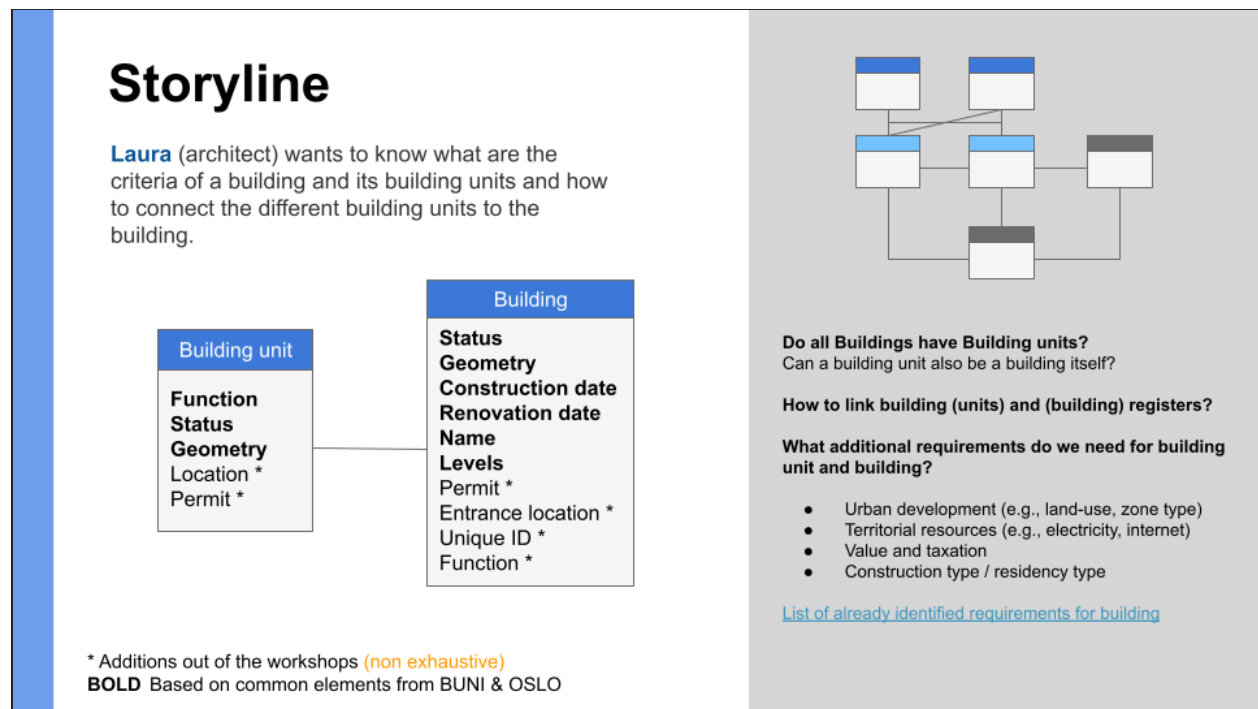 Storyline
Laura (architect) wants to know what are the
criteria of a building and its building units and how
to connect the different building units to the
building.
Building unit
Function
Status
Geometry
Location *
Permit *
Building
Status
Geometry
Construction date
Renovation date
Name
Levels
Permit *
Entrance location *
Unique ID *
Function *
* Additions out of the workshops (non exhaustive)
BOLD Based on common elements from BUNI & OSLO
Do all Buildings have Building units?
Can a building unit also be a building itself?
How to link building (units) and (building) registers?
What additional requirements do we need for building
unit and building?
● Urban development (e.g., land-use, zone type)
● Territorial resources (e.g., electricity, internet)
● Value and taxation
● Construction type / residency type
List of already identified requirements for building